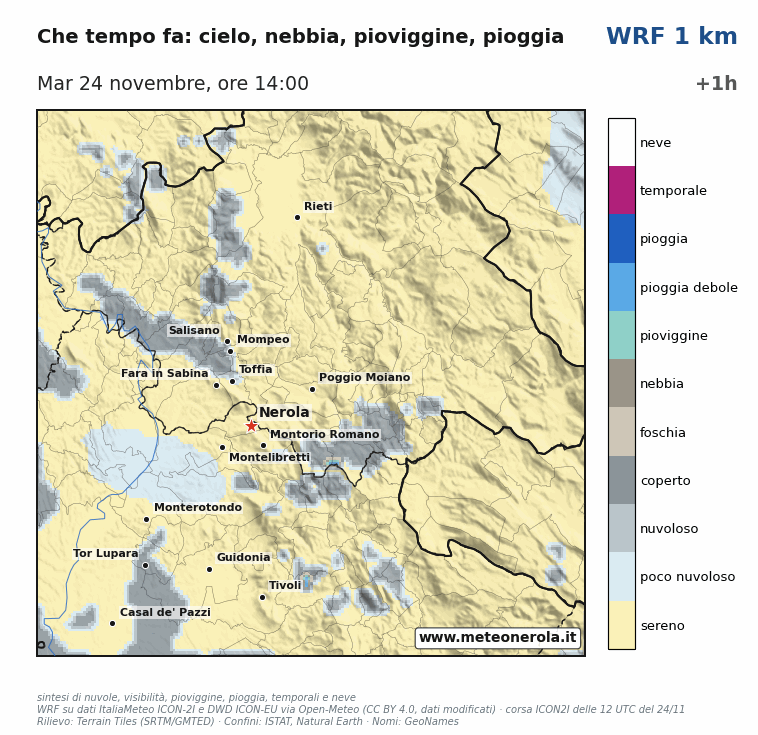 Che tempo fa: cielo, nebbia, pioviggine, pioggia
WRF 1 km
Mar 24 novembre, ore 14:00
+1h
neve
temporale
pioggia
pioggia debole
pioviggine
nebbia
foschia
coperto
nuvoloso
poco nuvoloso
sereno
Rieti
Salisano
Mompeo
Fara in Sabina
Toffia
Poggio Moiano
Nerola
Montorio Romano
Montelibretti
Monterotondo
Tor Lupara
Guidonia
Tivoli
Casal de' Pazzi
www.meteonerola.it
sintesi di nuvole, visibilità, pioviggine, pioggia, temporali e neve
WRF su dati ItaliaMeteo ICON-2I e DWD ICON-EU via Open-Meteo (CC BY 4.0, dati modificati) · corsa ICON2I delle 12 UTC del 24/11
Rilievo: Terrain Tiles (SRTM/GMTED) · Confini: ISTAT, Natural Earth · Nomi: GeoNames